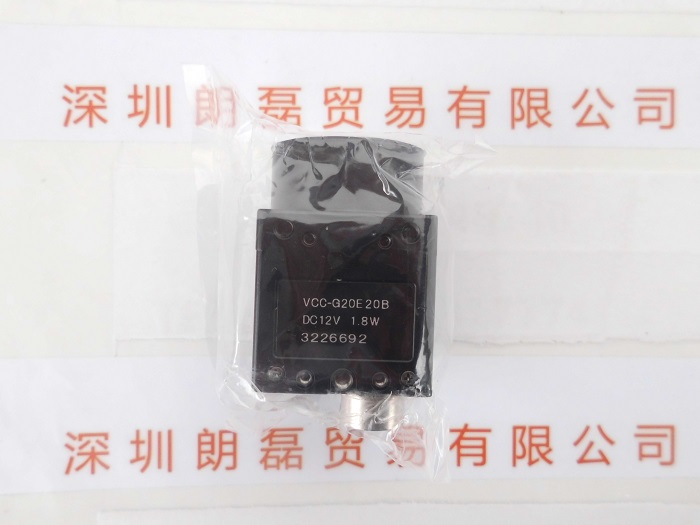 深圳朗磊贸易有限公司
VCC-G20E20B
DC12V 1.8W
3226692
深圳朗磊贸易有限公司